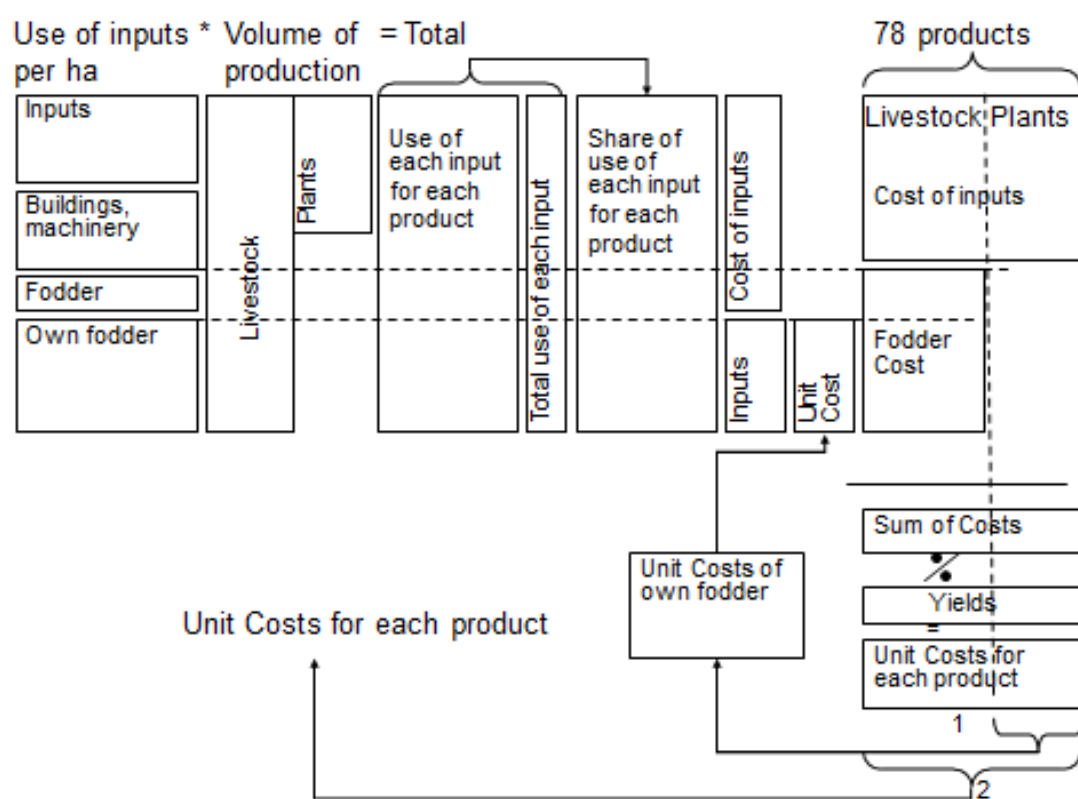 Use of inputs * Volume of = Total
per ha production
78 products
Inputs
Buildings,
machinery
Fodder
Own fodder
Livestock
Plants
Use of
each input
for each
product
Total use of each input
Share of
use of
each input
for each
product
Cost of inputs
Inputs
Unit
Cost
Livestock Plants
Cost of inputs
Fodder
Cost
Sum of Costs
Yields
=
Unit Costs for
each product
Unit Costs of
own fodder
Unit Costs for each product
1
2